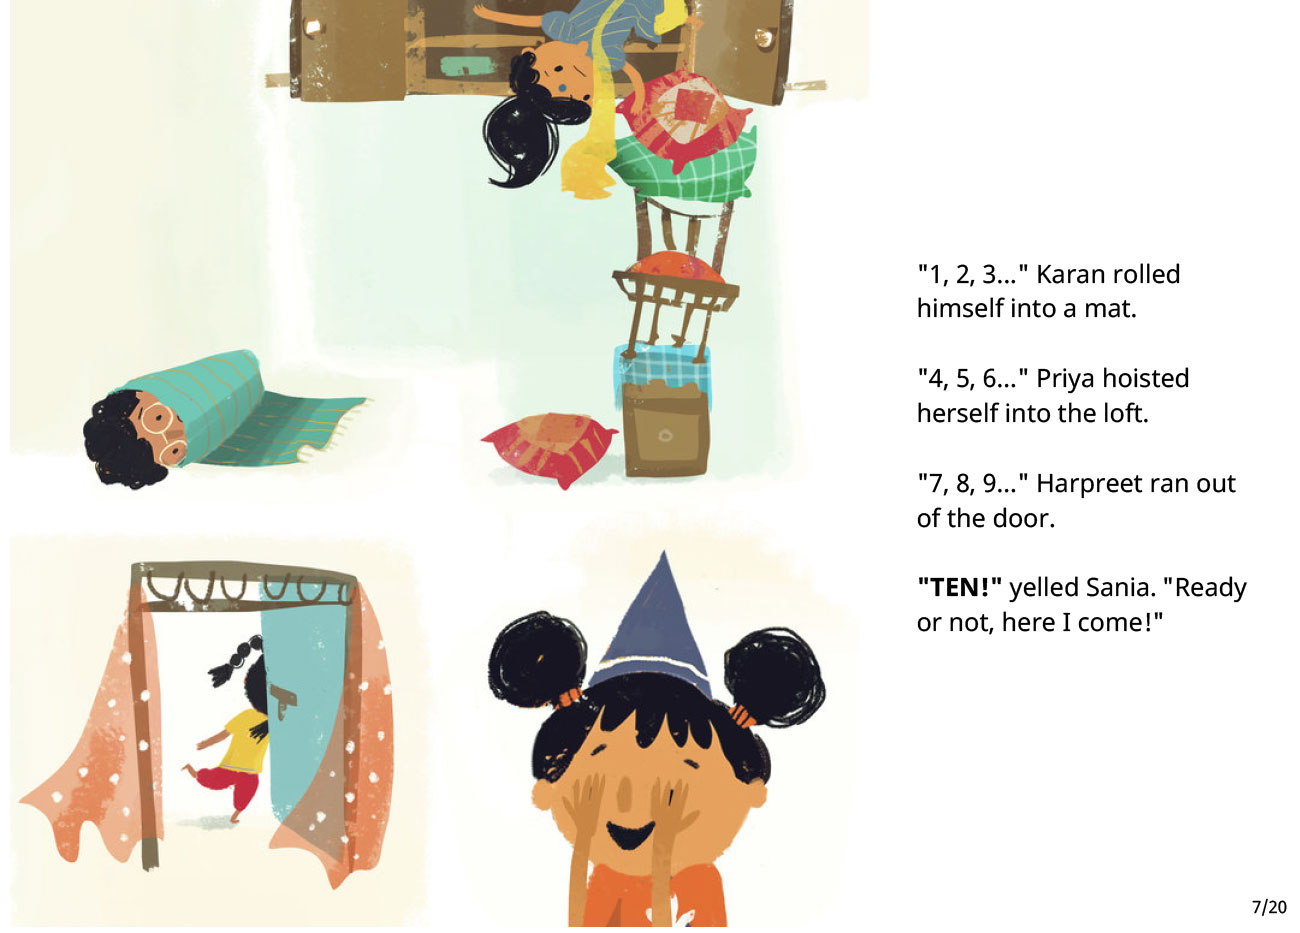 "1, 2, 3..." Karan rolled
himself into a mat.
"4, 5, 6..." Priya hoisted
herself into the loft.
"7, 8, 9..." Harpreet ran out
of the door.
"TEN!" yelled Sania. "Ready
or not, here I come!"
7/20